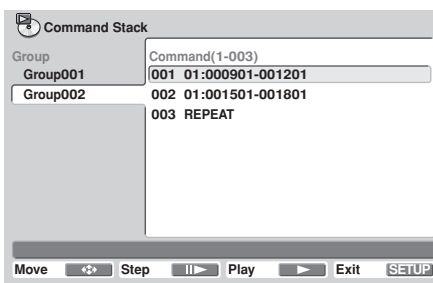 Command Stack
Group
Group001
Group002
Command(1-003)
001 01:000901-001201
002 01:001501-001801
003 REPEAT
Move Step Play Exit SETUP